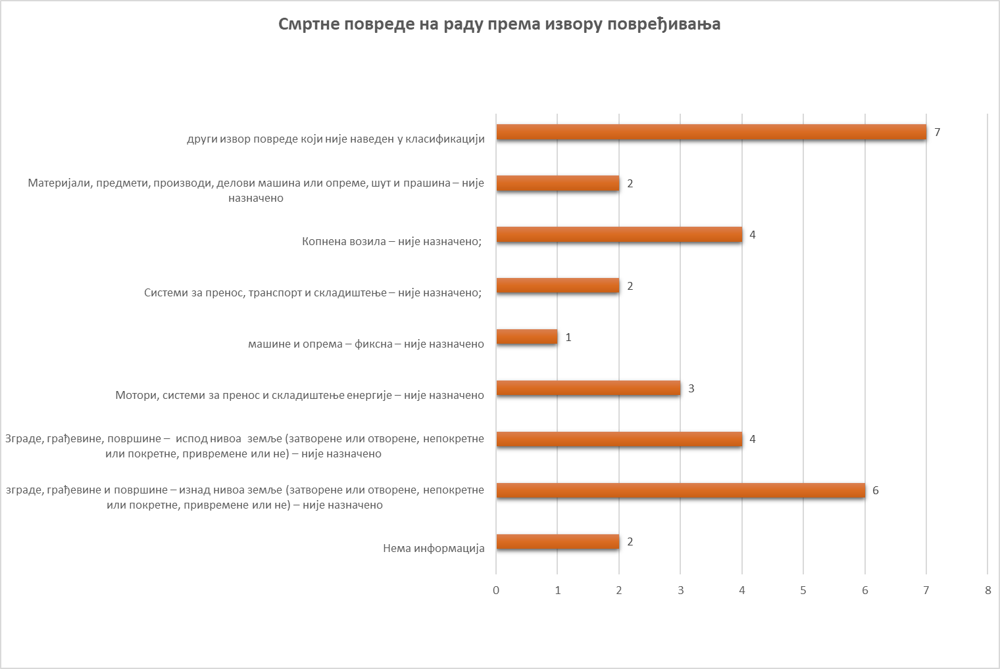 Смртне повреде на раду према извору повређивања
други извор повреде који није наведен у класификацији
7
Материјали, предмети, производи, делови машина или опреме, шут и прашина – није
назначено
2
Копнена возила – није назначено;
4
Системи за пренос, транспорт и складиштење – није назначено;
2
машине и опрема – фиксна – није назначено
1
Мотори, системи за пренос и складиштење енергије – није назначено
3
Зграде, грађевине, површине – испод нивоа земље (затворене или отворене, непокретне
или покретне, привремене или не) – није назначено
4
зграде, грађевине и површине – изнад нивоа земље (затворене или отворене, непокретне
или покретне, привремене или не) – није назначено
6
Нема информација
2
0 1 2 3 4 5 6 7 8